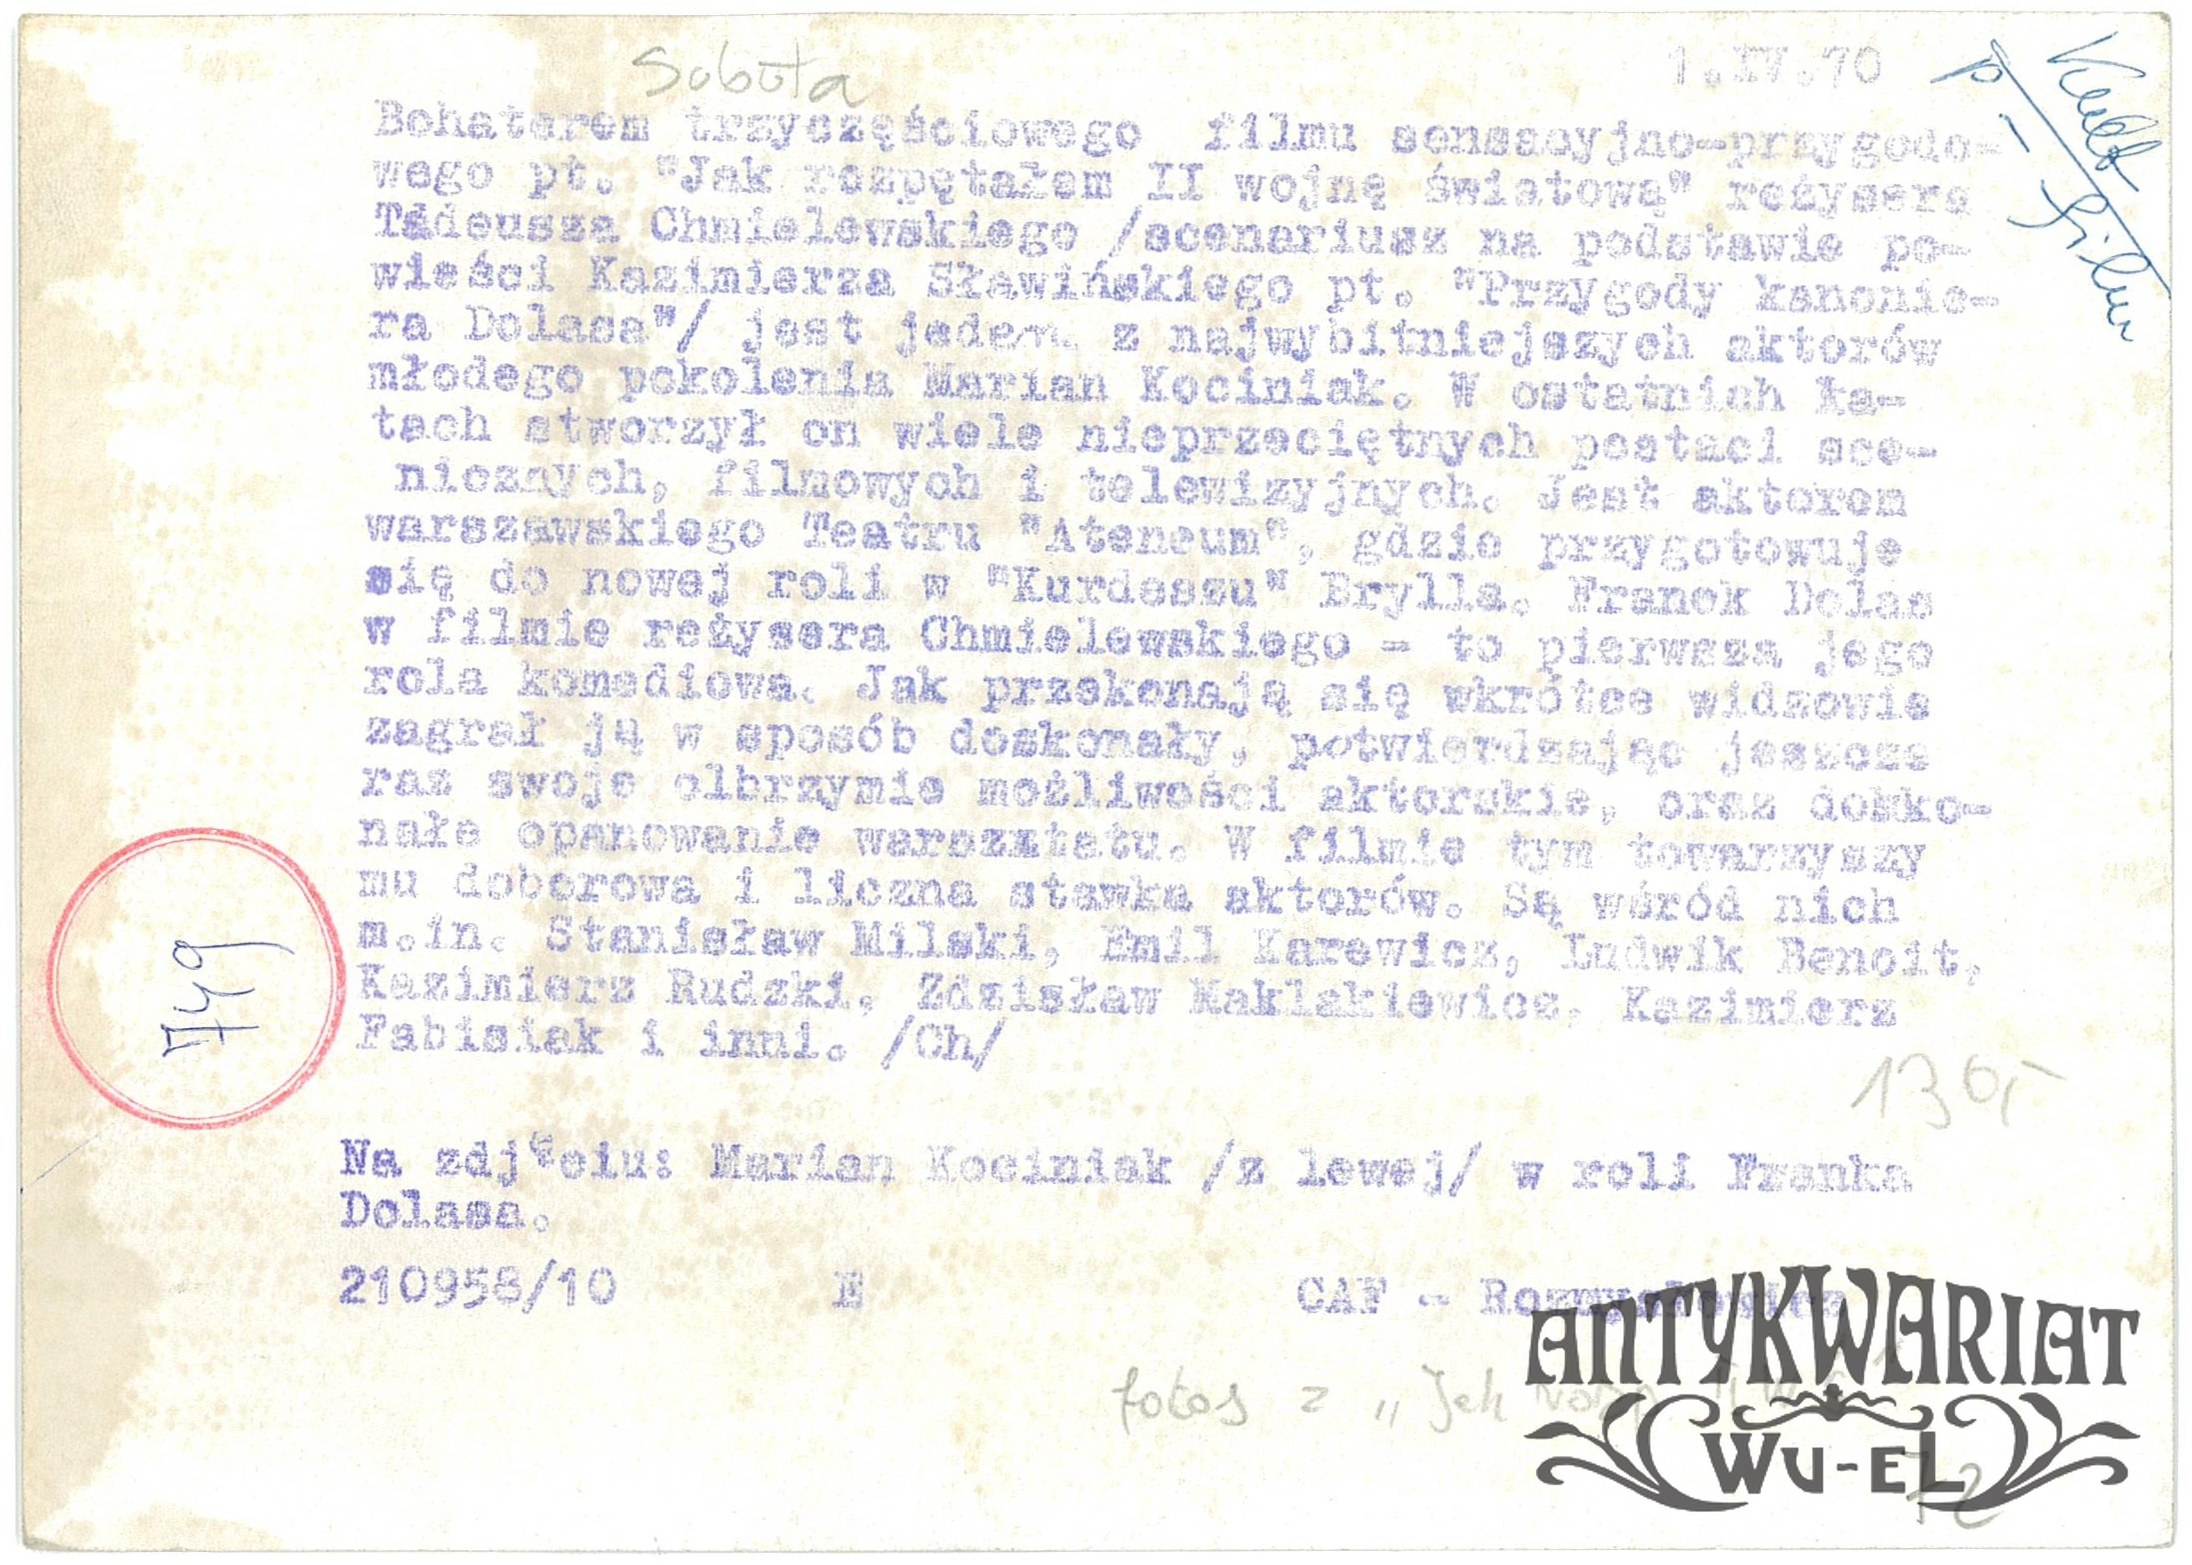 Sobota
1.IV.70
Bohaterem trzyczęściowego filmu sensacyjno-przygodo-
wego pt. "Jak rozpętałem II wojnę światową" reżysera
Tadeusza Chmielewskiego /scenariusz na podstawie po-
wieści Kazimierza Sławińskiego pt. "Przygody kanonie-
ra Dolasa"/ jest jeden z najwybitniejszych aktorów
młodego pokolenia Marian Kociniak. W ostatnich la-
tach stworzył on wiele nieprzeciętnych postaci sce-
nicznych, filmowych i telewizyjnych. Jest aktorem
warszawskiego Teatru "Ateneum", gdzie przygotowuje
się do nowej roli w "Kurdeszu" Brylla. Franek Dolas
w filmie reżysera Chmielewskiego - to pierwsza jego
rola komediowa. Jak przekonają się wkrótce widzowie
zagrał ją w sposób doskonały, potwierdzając jeszcze
raz swoje olbrzymie możliwości aktorskie, oraz dosko-
nałe opanowanie warsztatu. W filmie tym towarzyszy
mu doborowa i liczna stawka aktorów. Są wśród nich
m.in. Stanisław Milski, Emil Karewicz, Ludwik Benoit,
Kazimierz Rudzki, Zdzisław Maklakiewicz, Kazimierz
Fabisiak i inni. /Ch/
749
130,-
Na zdjęciu: Marian Kociniak /z lewej/ w roli Franka
Dolasa.
210958/10 E CAF - Rozmysłowicz
fotos z "Jak rozp
ANTYKWARIAT
WU-EL
72